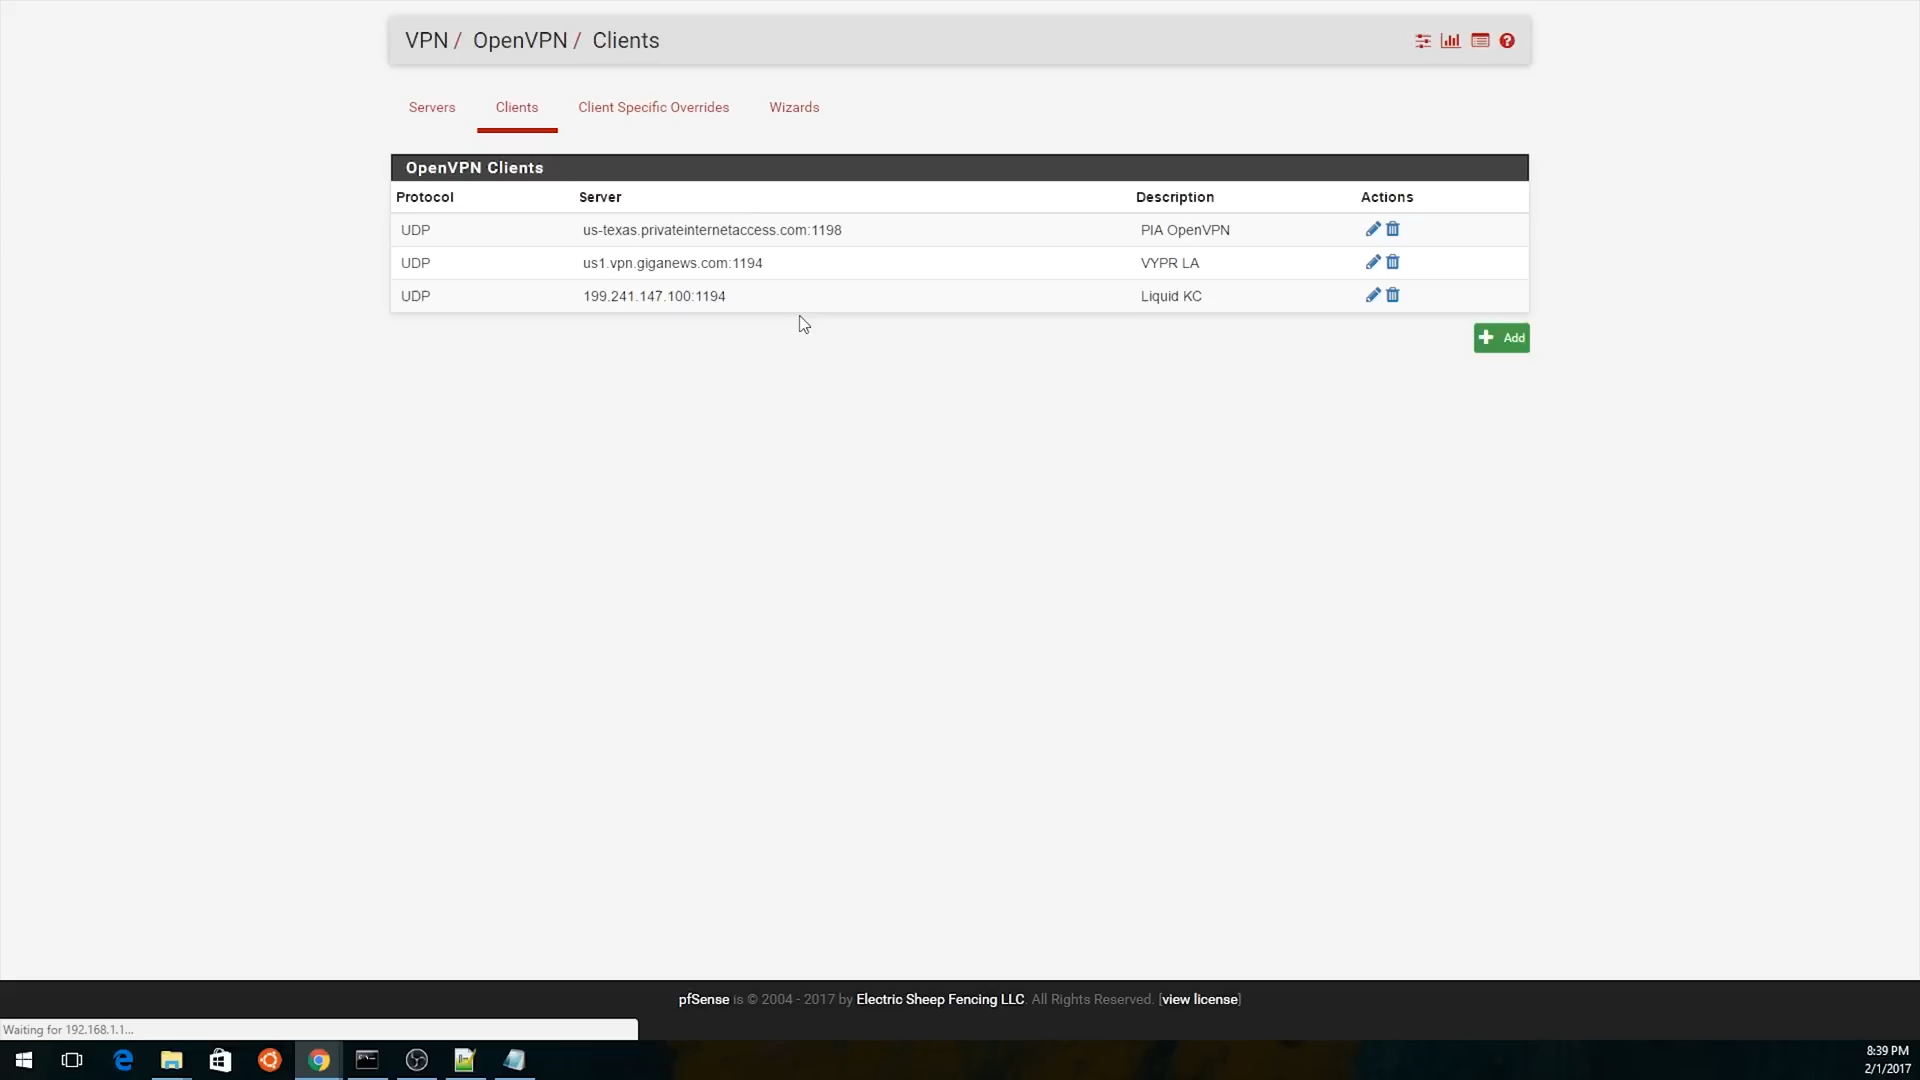 VPN / OpenVPN / Clients
Servers Clients Client Specific Overrides Wizards
OpenVPN Clients
Protocol Server Description Actions
UDP us-texas.privateinternetaccess.com:1198 PIA OpenVPN
UDP us1.vpn.giganews.com:1194 VYPR LA
UDP 199.241.147.100:1194 Liquid KC
Add
pfSense is © 2004 - 2017 by Electric Sheep Fencing LLC. All Rights Reserved. [view license]
Waiting for 192.168.1.1...
8:39 PM
2/1/2017